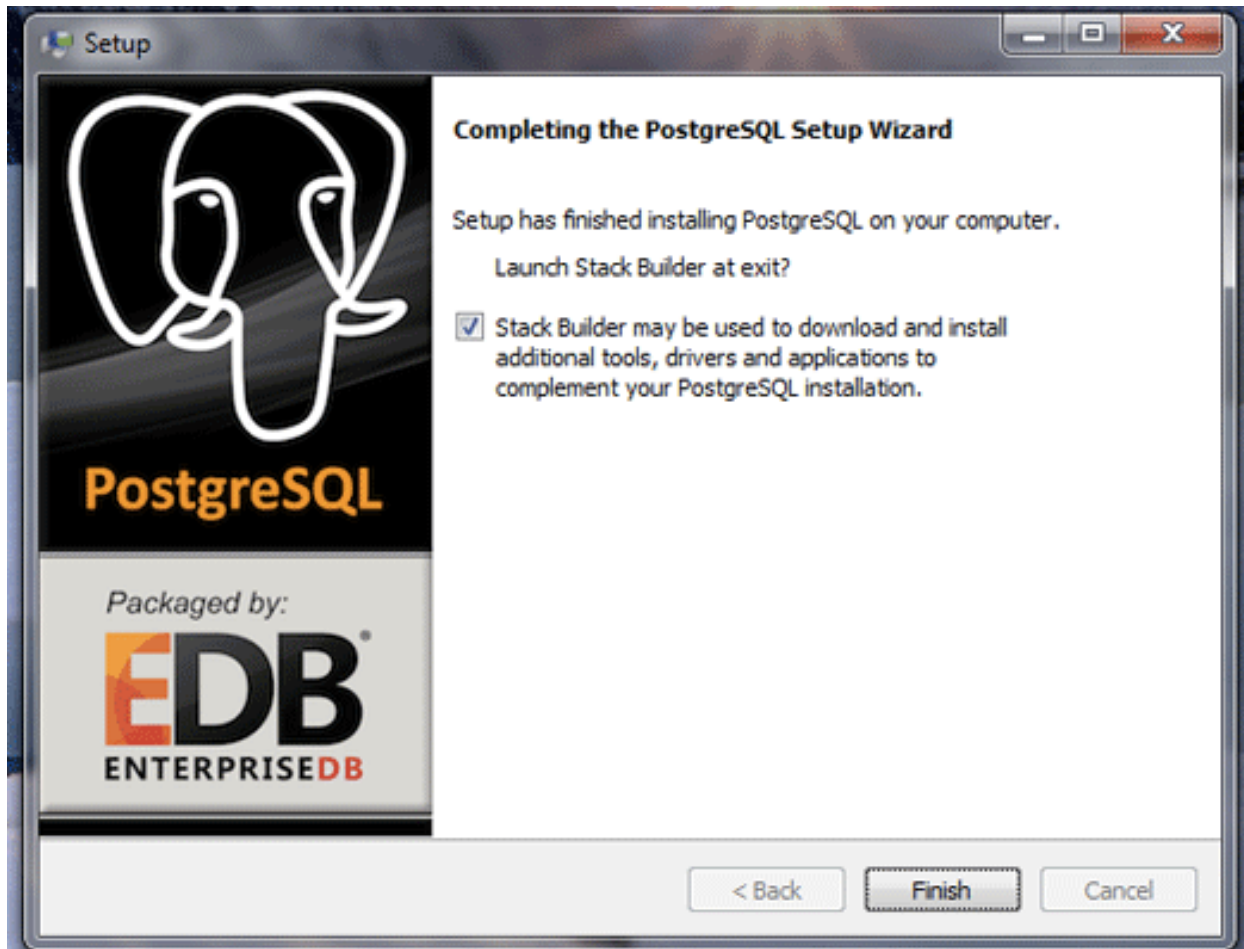 Setup
Completing the PostgreSQL Setup Wizard
Setup has finished installing PostgreSQL on your computer.
Launch Stack Builder at exit?
Stack Builder may be used to download and install
additional tools, drivers and applications to
complement your PostgreSQL installation.
PostgreSQL
Packaged by:
EDB®
ENTERPRISEDB
< Back
Finish
Cancel